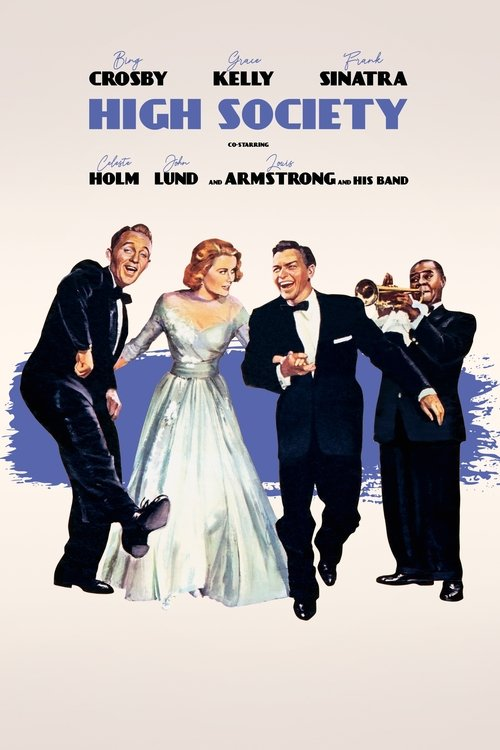 Bing Grace Frank
CROSBY KELLY SINATRA
HIGH SOCIETY
CO-STARRING
Celeste John Louis
HOLM LUND AND ARMSTRONG AND HIS BAND